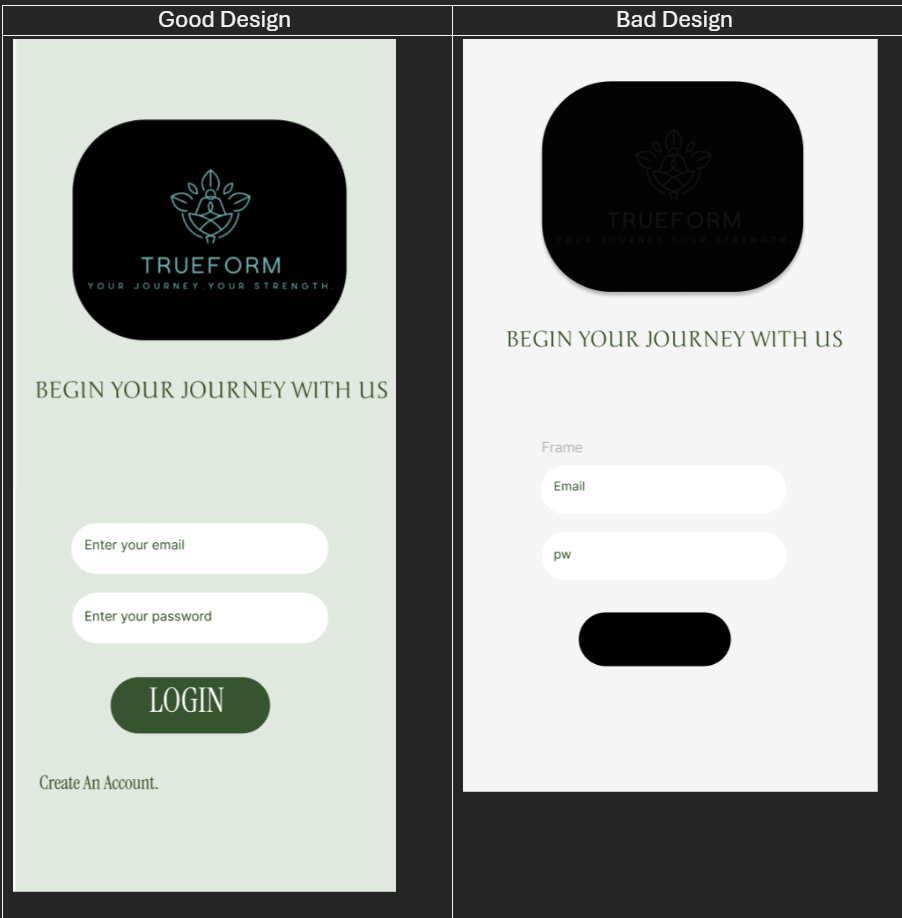 Good Design
Bad Design
TRUEFORM
YOUR JOURNEY.YOUR STRENGTH.
BEGIN YOUR JOURNEY WITH US
Enter your email
Enter your password
LOGIN
Create An Account.
TRUEFORM
YOUR JOURNEY.YOUR STRENGTH.
BEGIN YOUR JOURNEY WITH US
Frame
Email
pw